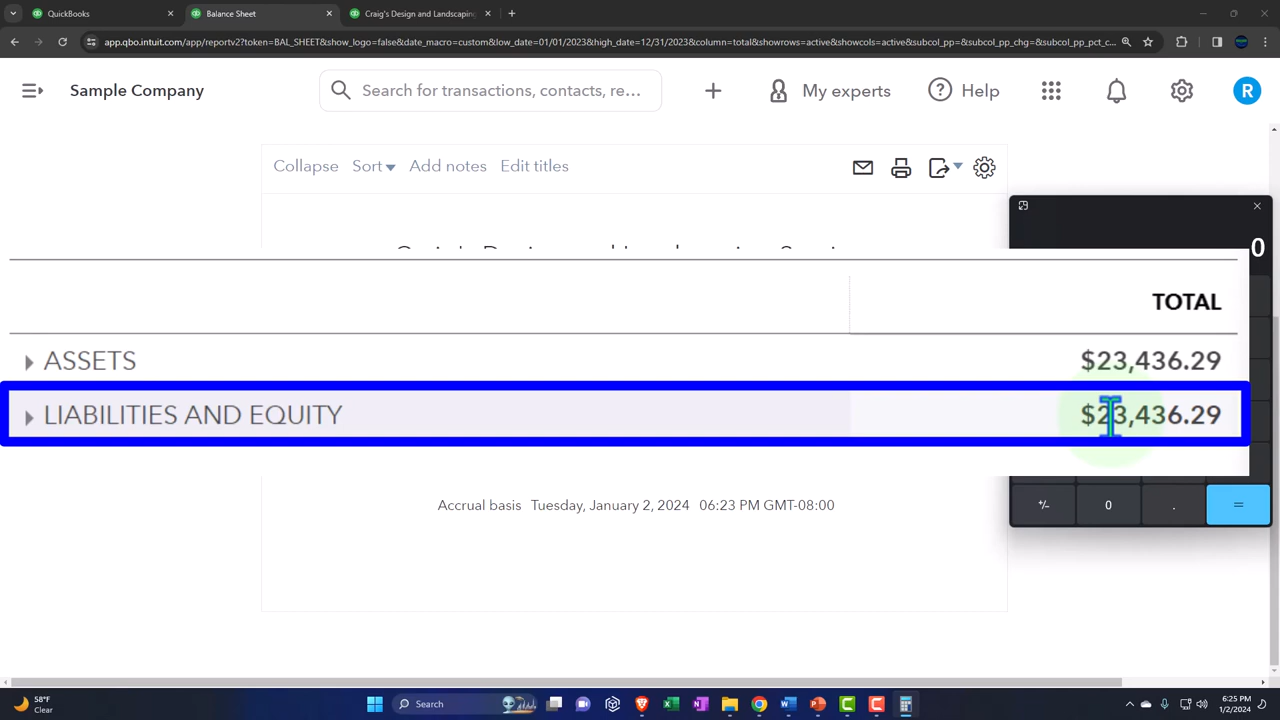 QuickBooks
Balance Sheet
Craig's Design and Landscaping
app.qbo.intuit.com/app/reportv2?token=BAL_SHEET&show_logo=false&date_macro=custom&low_date=01/01/2023&high_date=12/31/2023&column=total&showrows=active&showcols=active&subcol_pp=&subcol_pp_chg=&subcol_pp_pct_c...
Sample Company
Search for transactions, contacts, re...
My experts
Help
R
Collapse Sort Add notes Edit titles
0
TOTAL
ASSETS $23,436.29
LIABILITIES AND EQUITY $23,436.29
Accrual basis Tuesday, January 2, 2024 06:23 PM GMT-08:00
+/- 0 . =
58°F
Clear
Search
6:25 PM
1/2/2024